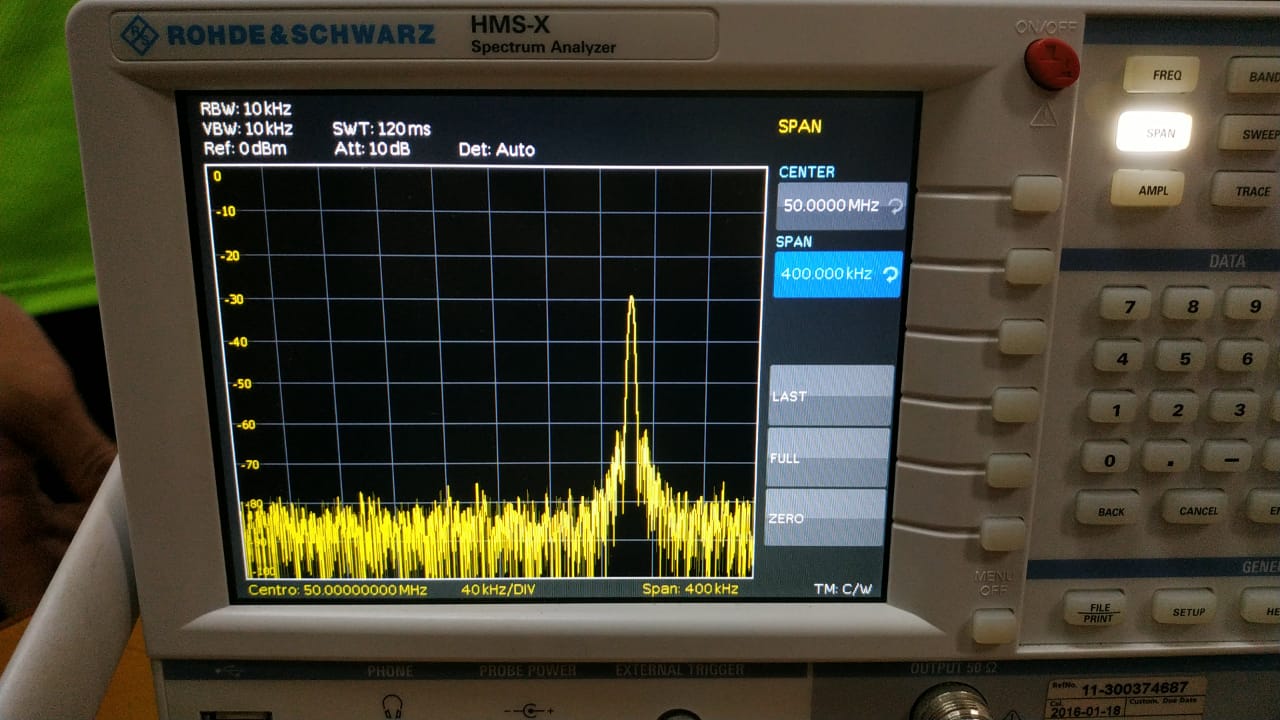 ROHDE & SCHWARZ
HMS-X
Spectrum Analyzer
ON/OFF
RBW: 10 kHz
VBW: 10 kHz
SWT: 120 ms
Ref: 0 dBm
Att: 10 dB
Det: Auto
0
-10
-20
-30
-40
-50
-60
-70
-80
-100
Centro: 50.00000000 MHz
40 kHz/DIV
Span: 400 kHz
TM: C/W
SPAN
CENTER
50.0000 MHz
SPAN
400.000 kHz
LAST
FULL
ZERO
FREQ
BAND
SPAN
SWEEP
AMPL
TRACE
DATA
7 8 9
4 5 6
1 2 3
0 . −
BACK
CANCEL
MENU
OFF
FILE
PRINT
SETUP
PHONE
PROBE POWER
EXTERNAL TRIGGER
OUTPUT 50 Ω
RefNo. 11-300374687
Cal. 2016-01-18
Custom. Due Date